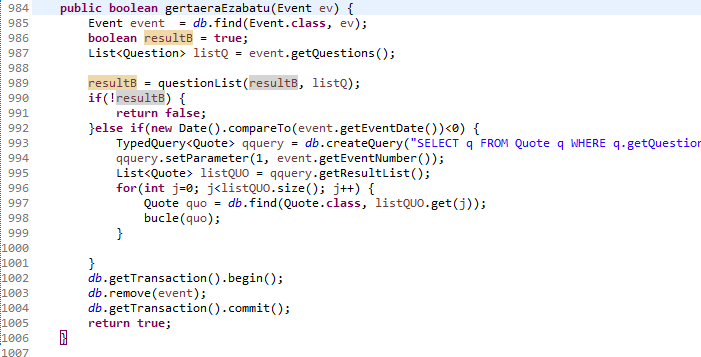 984 public boolean gertaeraEzabatu(Event ev) {
985 Event event  = db.find(Event.class, ev);
986 boolean resultB = true;
987 List<Question> listQ = event.getQuestions();
988
989 resultB = questionList(resultB, listQ);
990 if(!resultB) {
991 return false;
992 }else if(new Date().compareTo(event.getEventDate())<0) {
993 TypedQuery<Quote> qquery = db.createQuery("SELECT q FROM Quote q WHERE q.getQuestion
994 qquery.setParameter(1, event.getEventNumber());
995 List<Quote> listQUO = qquery.getResultList();
996 for(int j=0; j<listQUO.size(); j++) {
997 Quote quo = db.find(Quote.class, listQUO.get(j));
998 bucle(quo);
999 }
1000
1001 }
1002 db.getTransaction().begin();
1003 db.remove(event);
1004 db.getTransaction().commit();
1005 return true;
1006 }
1007